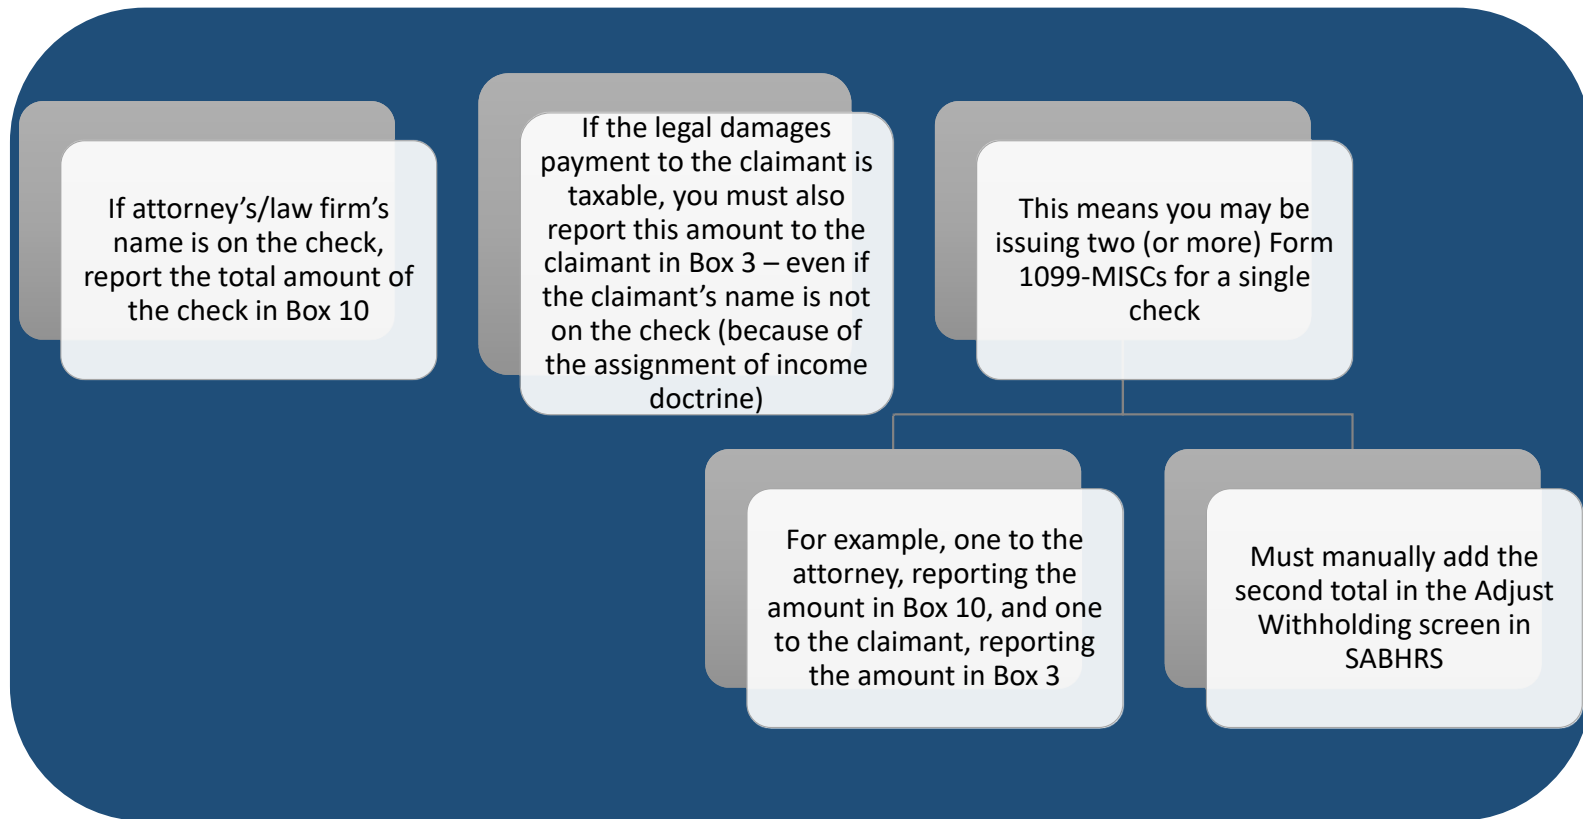 If attorney’s/law firm’s
name is on the check,
report the total amount of
the check in Box 10
If the legal damages
payment to the claimant is
taxable, you must also
report this amount to the
claimant in Box 3 – even if
the claimant’s name is not
on the check (because of
the assignment of income
doctrine)
This means you may be
issuing two (or more) Form
1099-MISCs for a single
check
For example, one to the
attorney, reporting the
amount in Box 10, and one
to the claimant, reporting
the amount in Box 3
Must manually add the
second total in the Adjust
Withholding screen in
SABHRS